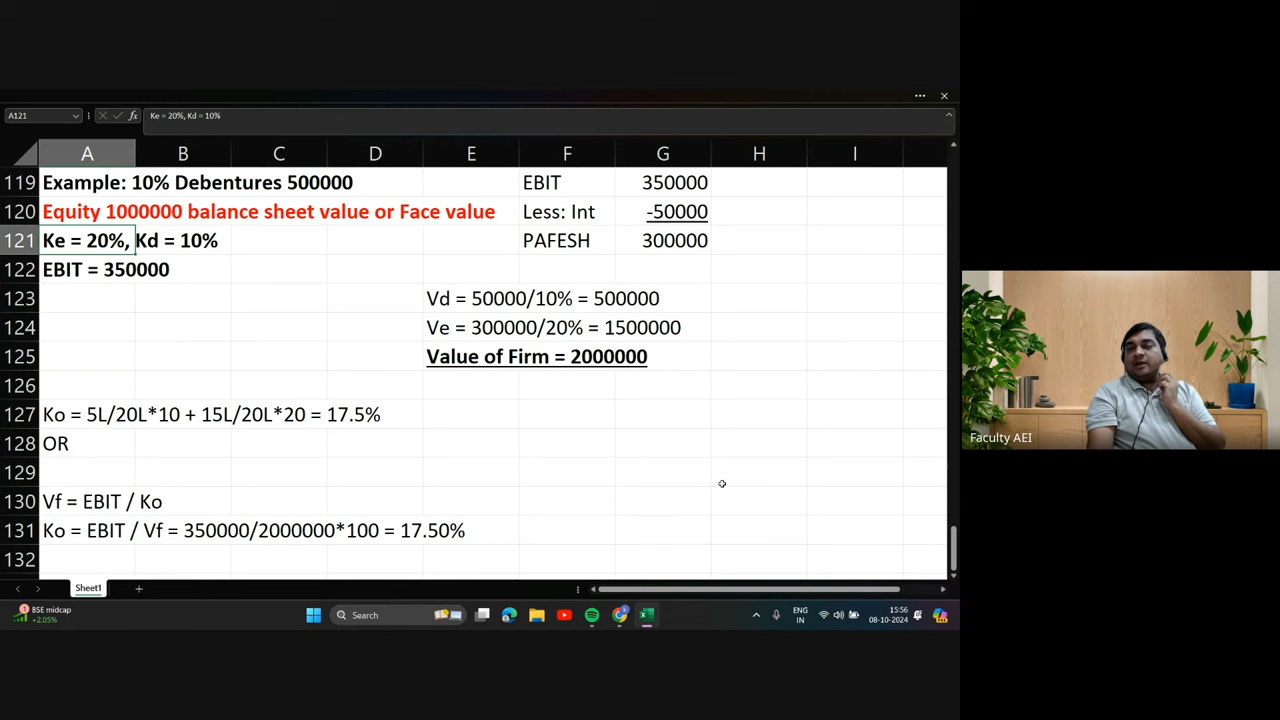 A121
fx
Ke = 20%, Kd = 10%
A B C D E F G H I
119 Example: 10% Debentures 500000 EBIT 350000
120 Equity 1000000 balance sheet value or Face value Less: Int -50000
121 Ke = 20%, Kd = 10% PAFESH 300000
122 EBIT = 350000
123 Vd = 50000/10% = 500000
124 Ve = 300000/20% = 1500000
125 Value of Firm = 2000000
126
127 Ko = 5L/20L*10 + 15L/20L*20 = 17.5%
128 OR
129
130 Vf = EBIT / Ko
131 Ko = EBIT / Vf = 350000/2000000*100 = 17.50%
132
Faculty AEI
Sheet1
1
BSE midcap
+2.05%
Search
ENG
IN
15:56
08-10-2024